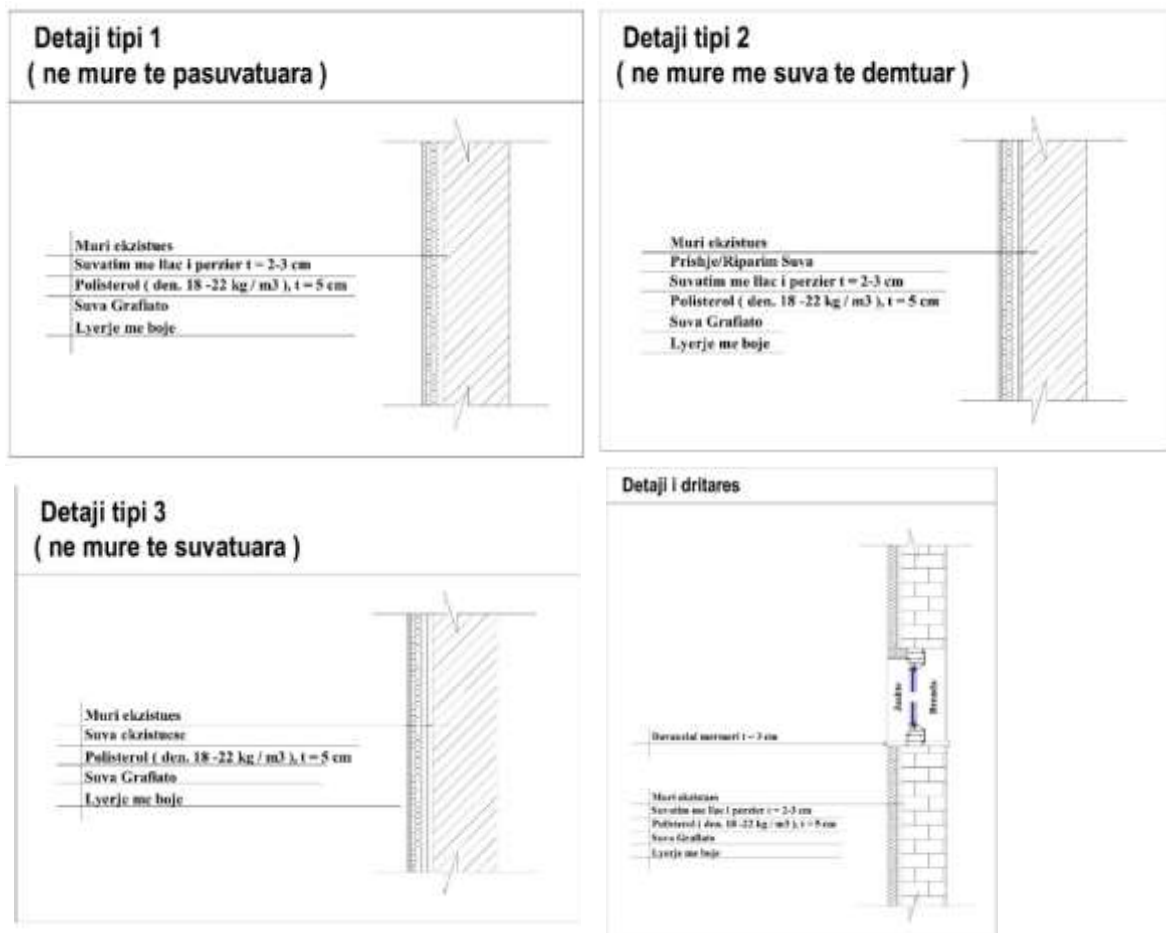 Detaji tipi 1
( ne mure te pasuvatuara )
Muri ekzistues
Suvatim me llac i perzier t = 2-3 cm
Polisterol ( den. 18 -22 kg / m3 ), t = 5 cm
Suva Grafiato
Lyerje me boje
Detaji tipi 2
( ne mure me suva te demtuar )
Muri ekzistues
Prishje/Riparim Suva
Suvatim me llac i perzier t = 2-3 cm
Polisterol ( den. 18 -22 kg / m3 ), t = 5 cm
Suva Grafiato
Lyerje me boje
Detaji tipi 3
( ne mure te suvatuara )
Muri ekzistues
Suva ekzistuese
Polisterol ( den. 18 -22 kg / m3 ), t = 5 cm
Suva Grafiato
Lyerje me boje
Detaji i dritares
Jashte
Brenda
Davancial mermeri t = 3 cm
Muri ekzistues
Suvatim me llac i perzier t = 2-3 cm
Polisterol ( den. 18 -22 kg / m3 ), t = 5 cm
Suva Grafiato
Lyerje me boje